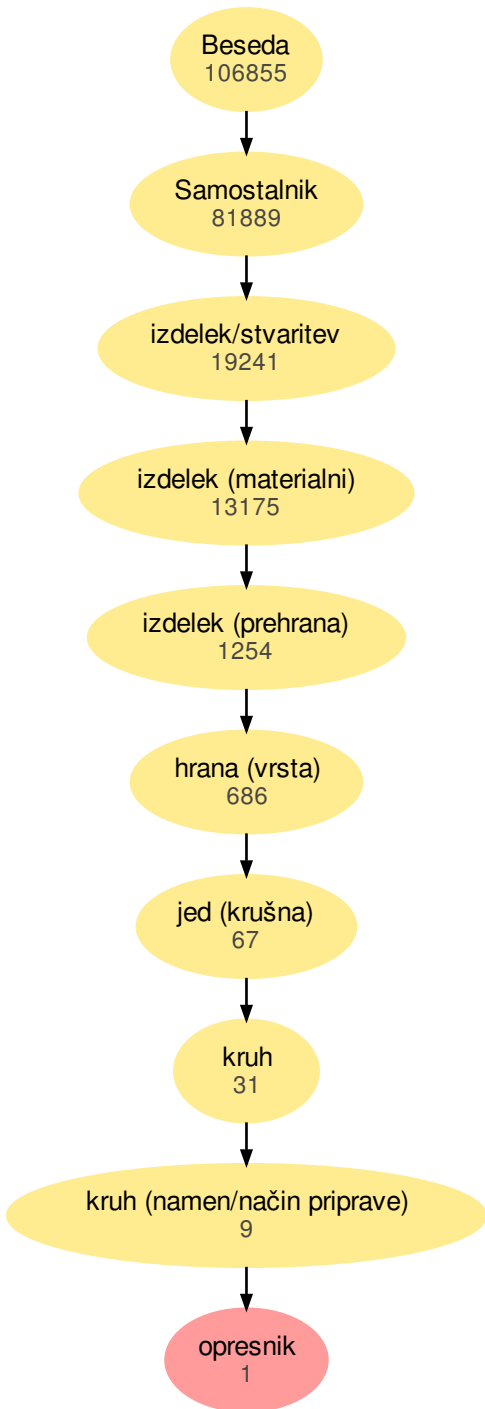 Beseda
106855
Samostalnik
81889
izdelek/stvaritev
19241
izdelek (materialni)
13175
izdelek (prehrana)
1254
hrana (vrsta)
686
jed (krušna)
67
kruh
31
kruh (namen/način priprave)
9
opresnik
1